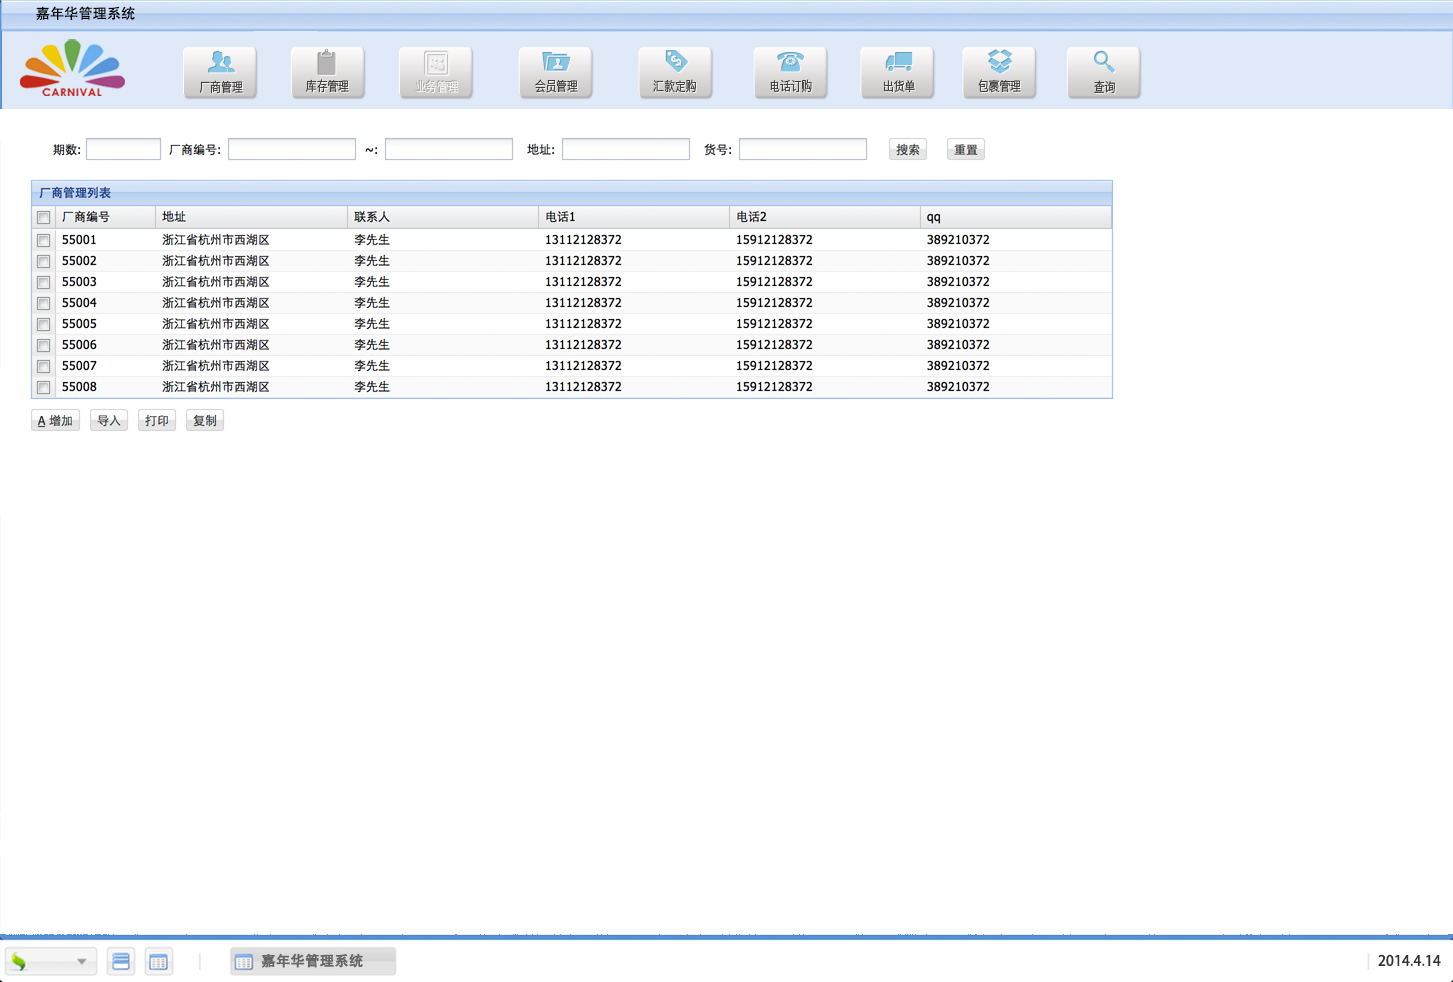 嘉年华管理系统
CARNIVAL
厂商管理 库存管理 业务管理 会员管理 汇款定购 电话订购 出货单 包裹管理 查询
期数: 厂商编号: ~: 地址: 货号: 搜索 重置
厂商管理列表
厂商编号 地址 联系人 电话1 电话2 qq
55001 浙江省杭州市西湖区 李先生 13112128372 15912128372 389210372
55002 浙江省杭州市西湖区 李先生 13112128372 15912128372 389210372
55003 浙江省杭州市西湖区 李先生 13112128372 15912128372 389210372
55004 浙江省杭州市西湖区 李先生 13112128372 15912128372 389210372
55005 浙江省杭州市西湖区 李先生 13112128372 15912128372 389210372
55006 浙江省杭州市西湖区 李先生 13112128372 15912128372 389210372
55007 浙江省杭州市西湖区 李先生 13112128372 15912128372 389210372
55008 浙江省杭州市西湖区 李先生 13112128372 15912128372 389210372
A 增加 导入 打印 复制
嘉年华管理系统 2014.4.14